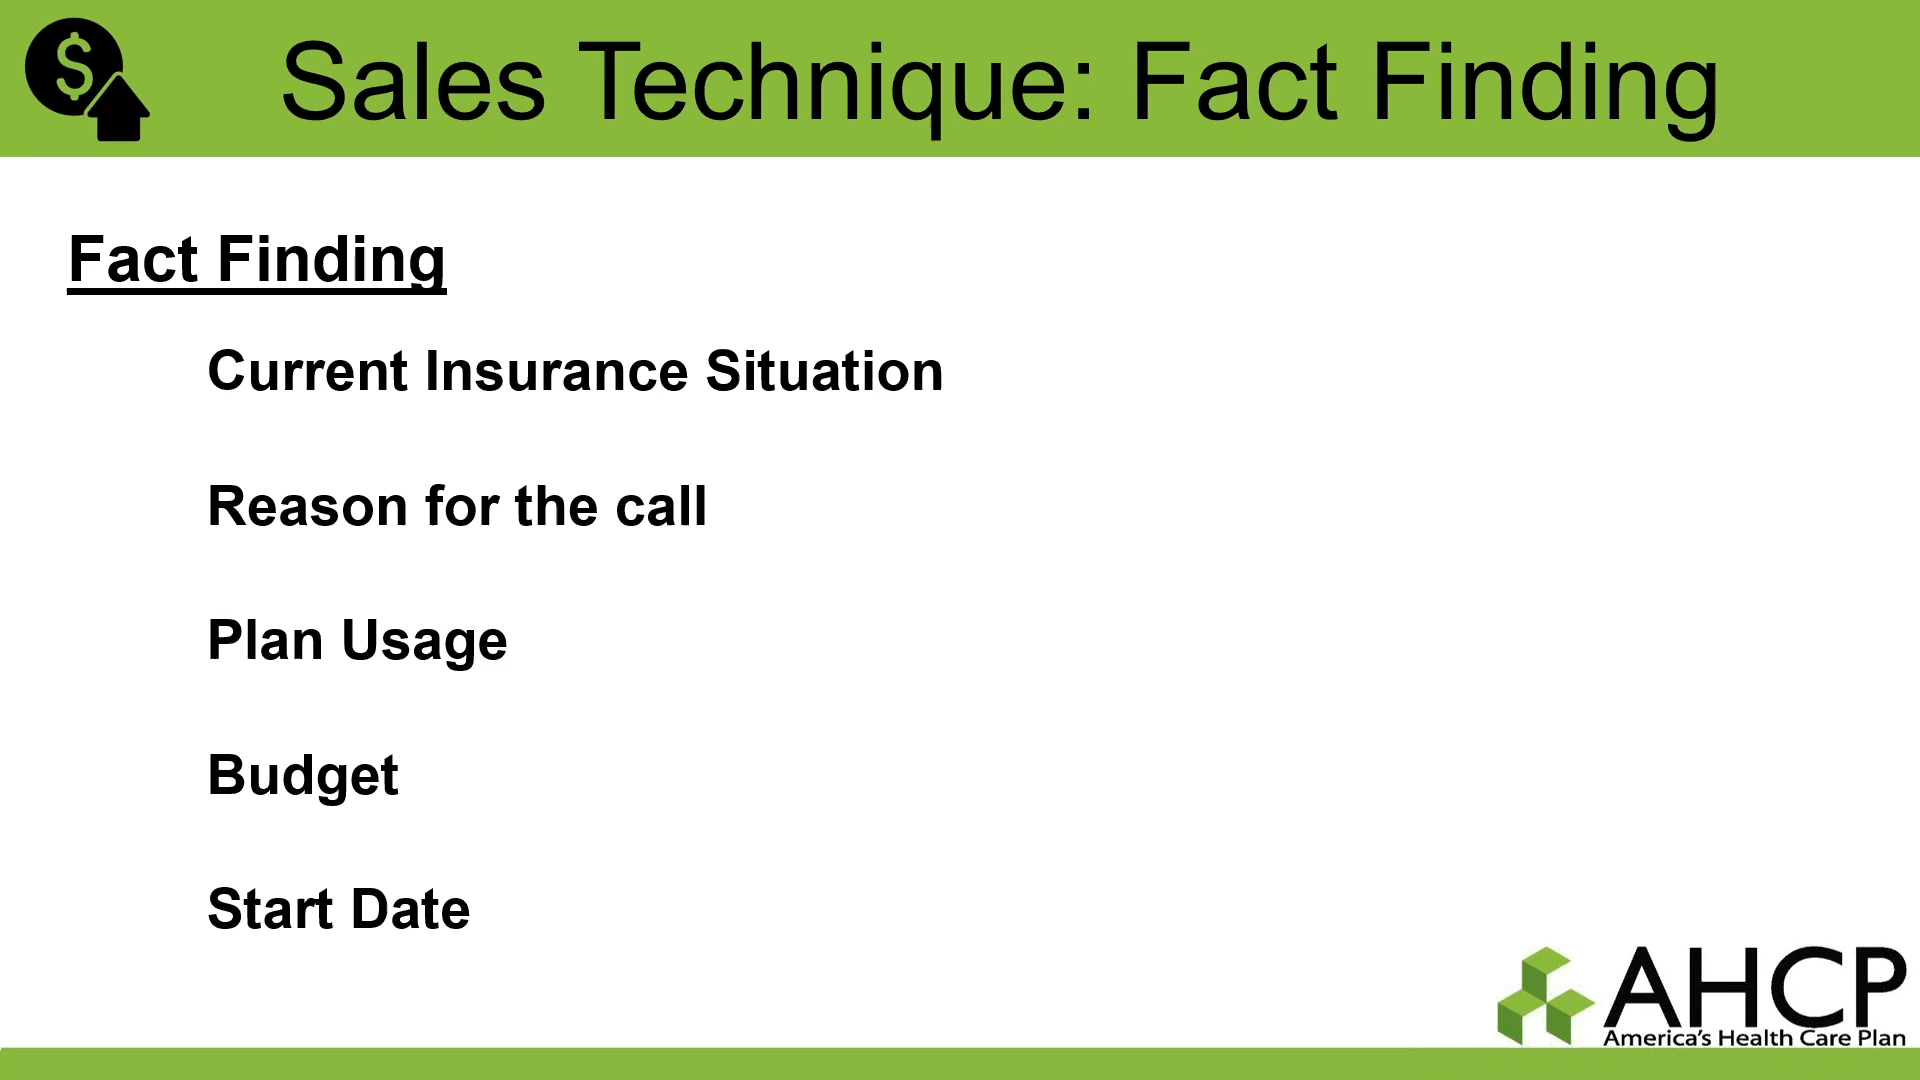 $
Sales Technique: Fact Finding
Fact Finding
Current Insurance Situation
Reason for the call
Plan Usage
Budget
Start Date
AHCP
America's Health Care Plan